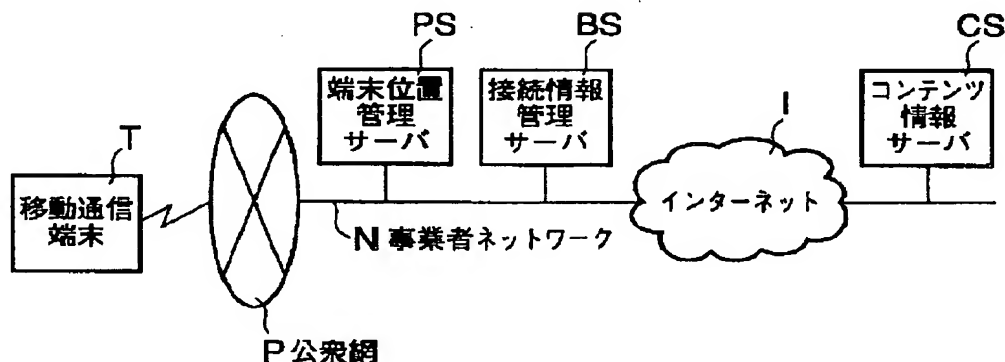 PS
BS
CS
端末位置
管理
サーバ
接続情報
管理
サーバ
コンテンツ
情報
サーバ
T
I
移動通信
端末
インターネット
N 事業者ネットワーク
P 公衆網